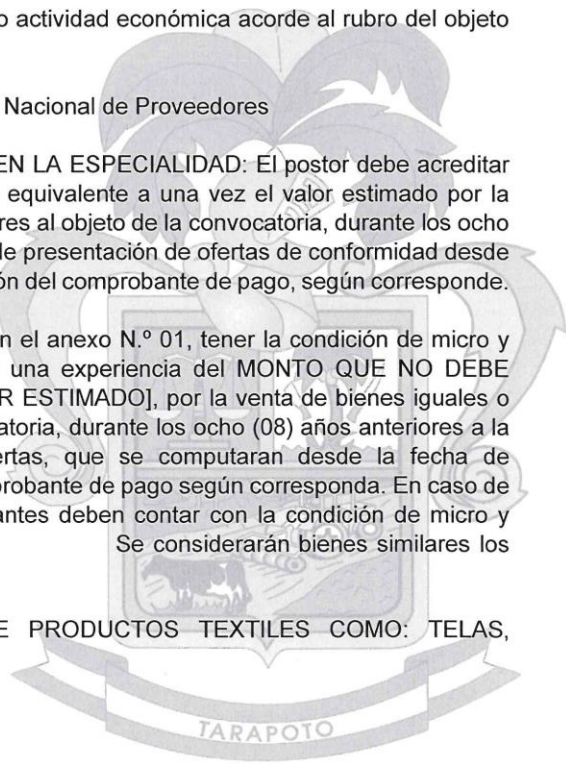 o actividad económica acorde al rubro del objeto
Nacional de Proveedores
EN LA ESPECIALIDAD: El postor debe acreditar
equivalente a una vez el valor estimado por la
res al objeto de la convocatoria, durante los ocho
de presentación de ofertas de conformidad desde
ón del comprobante de pago, según corresponde.
n el anexo N.º 01, tener la condición de micro y
una experiencia del MONTO QUE NO DEBE
R ESTIMADO], por la venta de bienes iguales o
catoria, durante los ocho (08) años anteriores a la
ertas, que se computaran desde la fecha de
probante de pago según corresponda. En caso de
antes deben contar con la condición de micro y
Se considerarán bienes similares los
E PRODUCTOS TEXTILES COMO: TELAS,
TARAPOTO